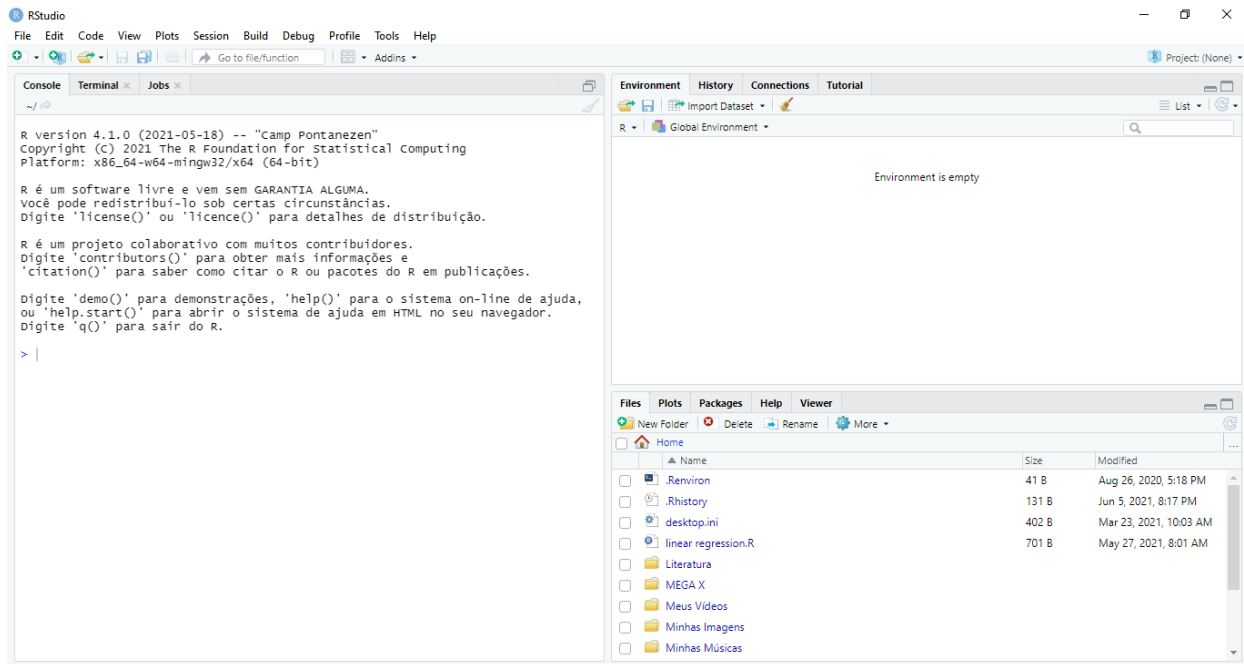 RStudio
File Edit Code View Plots Session Build Debug Profile Tools Help
Go to file/function Addins Project: (None)
Console Terminal Jobs
~/
R version 4.1.0 (2021-05-18) -- "Camp Pontanezen"
Copyright (C) 2021 The R Foundation for Statistical Computing
Platform: x86_64-w64-mingw32/x64 (64-bit)
R é um software livre e vem sem GARANTIA ALGUMA.
Você pode redistribuí-lo sob certas circunstâncias.
Digite 'license()' ou 'licence()' para detalhes de distribuição.
R é um projeto colaborativo com muitos contribuidores.
Digite 'contributors()' para obter mais informações e
'citation()' para saber como citar o R ou pacotes do R em publicações.
Digite 'demo()' para demonstrações, 'help()' para o sistema on-line de ajuda,
ou 'help.start()' para abrir o sistema de ajuda em HTML no seu navegador.
Digite 'q()' para sair do R.
>
Environment History Connections Tutorial
Import Dataset List
R Global Environment
Environment is empty
Files Plots Packages Help Viewer
New Folder Delete Rename More
Home ...
Name Size Modified
.Renviron 41 B Aug 26, 2020, 5:18 PM
.Rhistory 131 B Jun 5, 2021, 8:17 PM
desktop.ini 402 B Mar 23, 2021, 10:03 AM
linear regression.R 701 B May 27, 2021, 8:01 AM
Literatura
MEGA X
Meus Vídeos
Minhas Imagens
Minhas Músicas